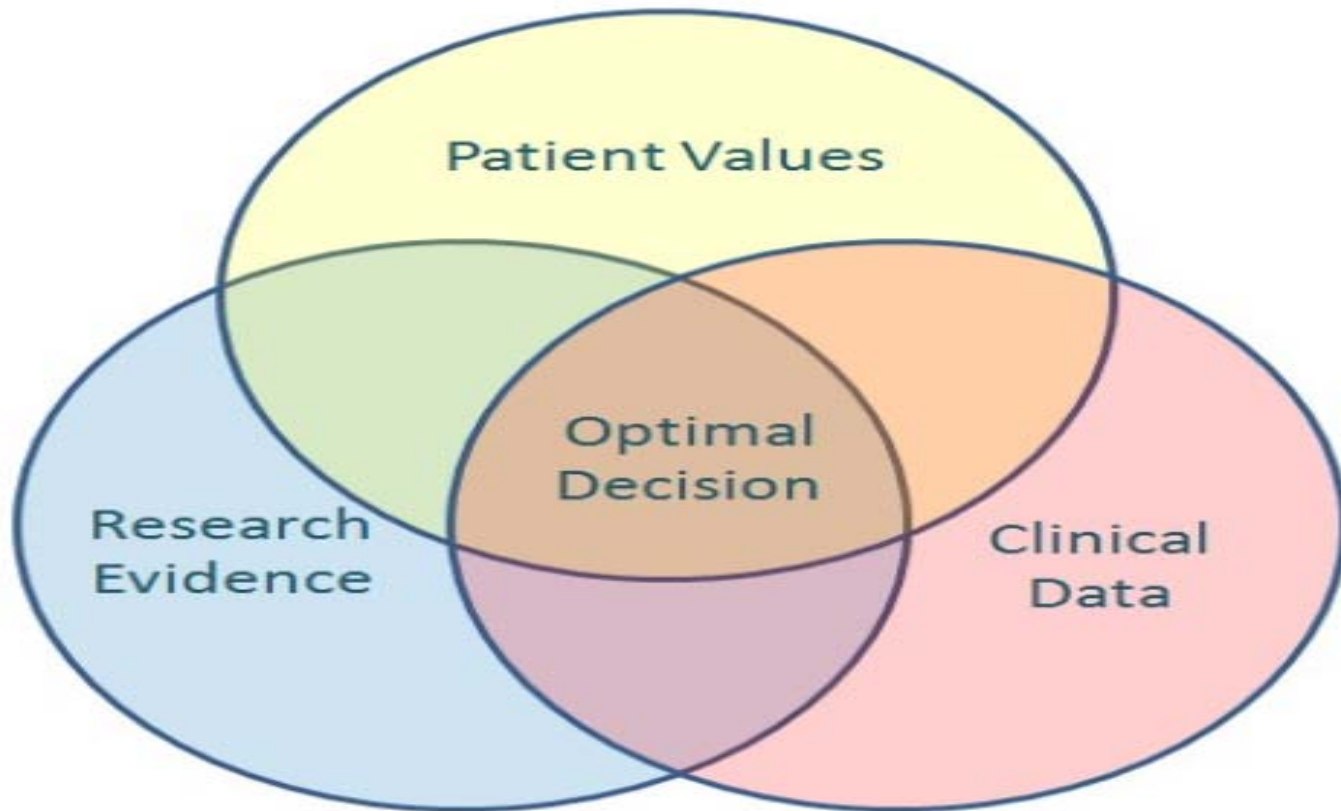 Patient Values
Optimal
Decision
Research
Evidence
Clinical
Data